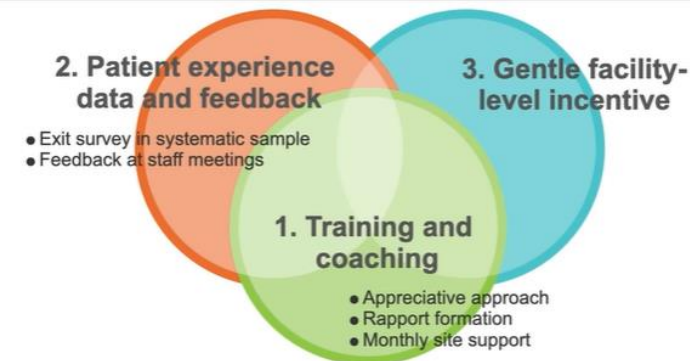 2. Patient experience
data and feedback
● Exit survey in systematic sample
● Feedback at staff meetings
3. Gentle facility-
level incentive
1. Training and
coaching
● Appreciative approach
● Rapport formation
● Monthly site support